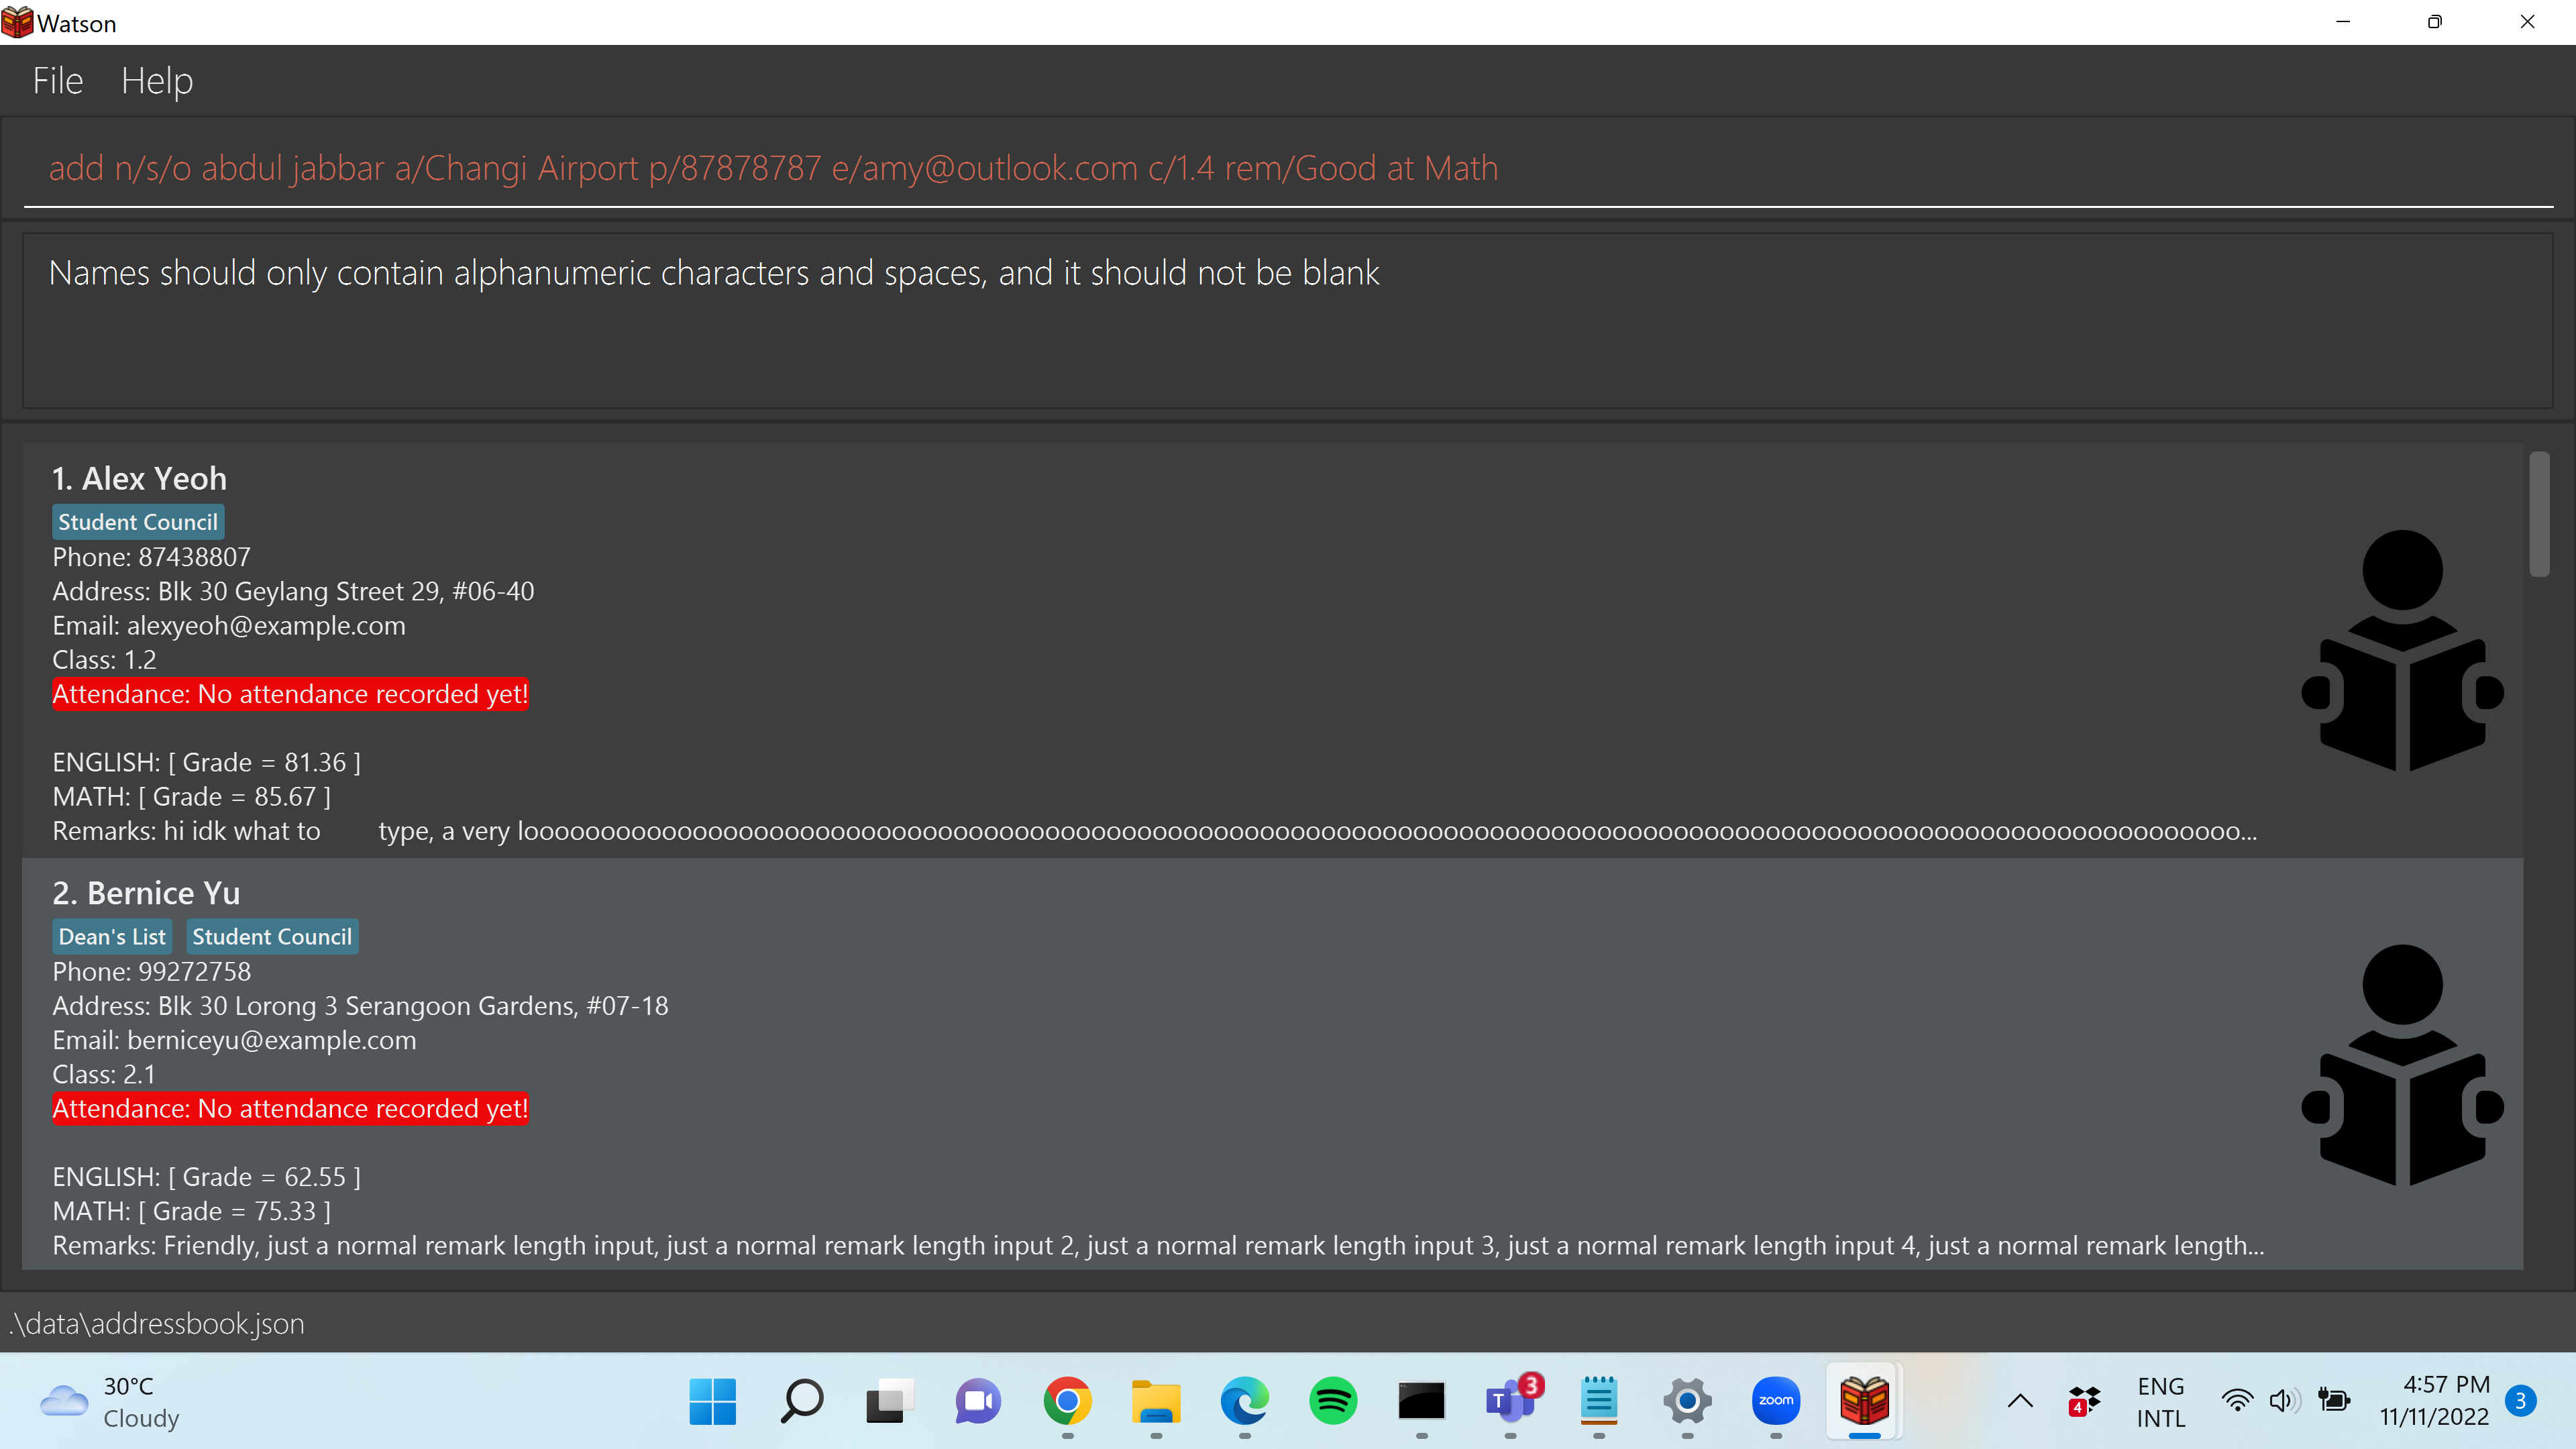 Watson
File Help
add n/s/o abdul jabbar a/Changi Airport p/87878787 e/amy@outlook.com c/1.4 rem/Good at Math
Names should only contain alphanumeric characters and spaces, and it should not be blank
1. Alex Yeoh
Student Council
Phone: 87438807
Address: Blk 30 Geylang Street 29, #06-40
Email: alexyeoh@example.com
Class: 1.2
Attendance: No attendance recorded yet!
ENGLISH: [ Grade = 81.36 ]
MATH: [ Grade = 85.67 ]
Remarks: hi idk what to type, a very looooooooooooooooooooooooooooooooooooooooooooooooooooooooooooooooooooooooooooooooooooooooooooooo...
2. Bernice Yu
Dean's List Student Council
Phone: 99272758
Address: Blk 30 Lorong 3 Serangoon Gardens, #07-18
Email: berniceyu@example.com
Class: 2.1
Attendance: No attendance recorded yet!
ENGLISH: [ Grade = 62.55 ]
MATH: [ Grade = 75.33 ]
Remarks: Friendly, just a normal remark length input, just a normal remark length input 2, just a normal remark length input 3, just a normal remark length input 4, just a normal remark length...
.\data\addressbook.json
30°C
Cloudy
T
3
zoom
4
ENG
INTL
4:57 PM
11/11/2022
3